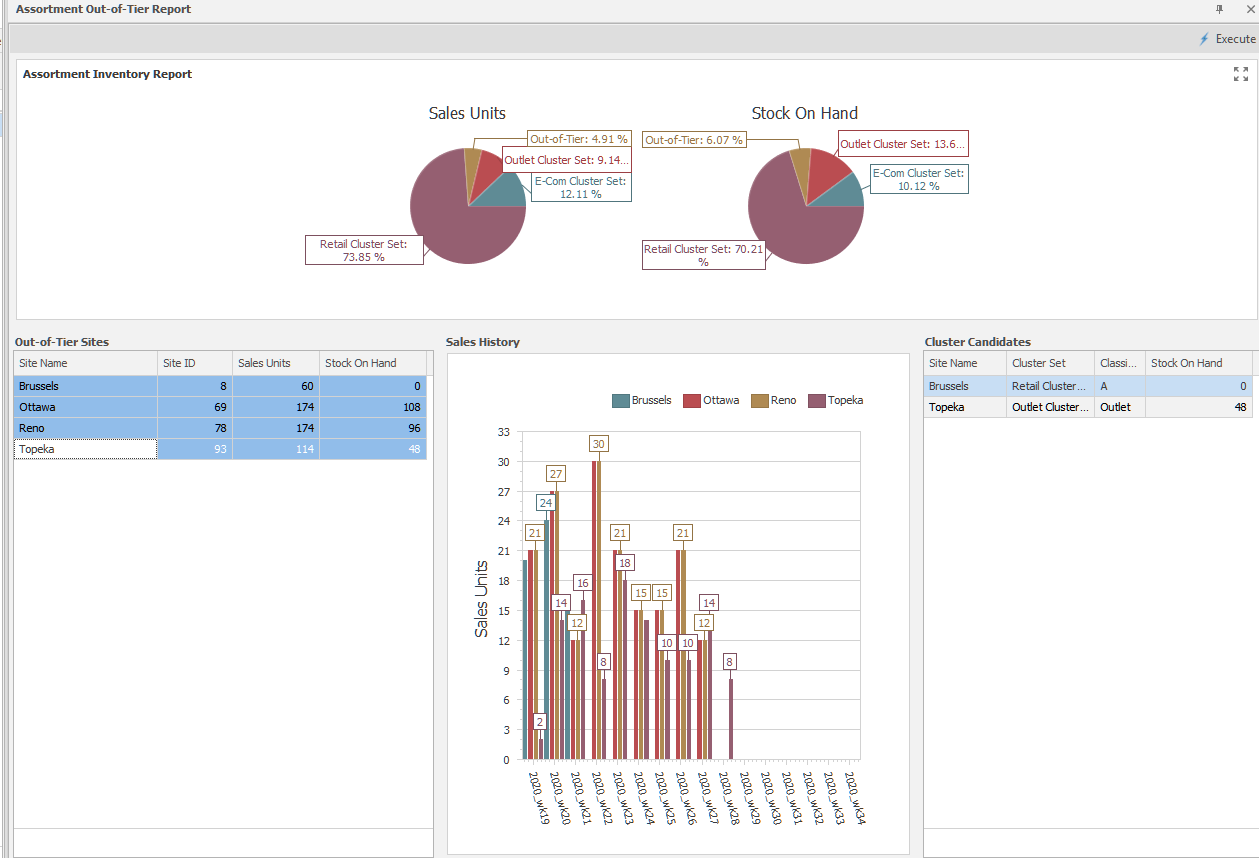 Assortment Out-of-Tier Report
Execute
Assortment Inventory Report
Sales Units
Out-of-Tier: 4.91 %
Outlet Cluster Set: 9.14...
E-Com Cluster Set:
12.11 %
Retail Cluster Set:
73.85 %
Stock On Hand
Out-of-Tier: 6.07 %
Outlet Cluster Set: 13.6...
E-Com Cluster Set:
10.12 %
Retail Cluster Set: 70.21
%
Out-of-Tier Sites
Site Name Site ID Sales Units Stock On Hand
Brussels 8 60 0
Ottawa 69 174 108
Reno 78 174 96
Topeka 93 114 48
Sales History
Brussels Ottawa Reno Topeka
Sales Units
33
30
27
24
21
18
15
12
9
6
3
0
21
2
24
27
14
12
16
30
8
21
18
15
15
10
21
10
12
14
8
2020_wk19
2020_wk20
2020_wk21
2020_wk22
2020_wk23
2020_wk24
2020_wk25
2020_wk26
2020_wk27
2020_wk28
2020_wk29
2020_wk30
2020_wk31
2020_wk32
2020_wk33
2020_wk34
Cluster Candidates
Site Name Cluster Set Classi... Stock On Hand
Brussels Retail Cluster... A 0
Topeka Outlet Cluster... Outlet 48